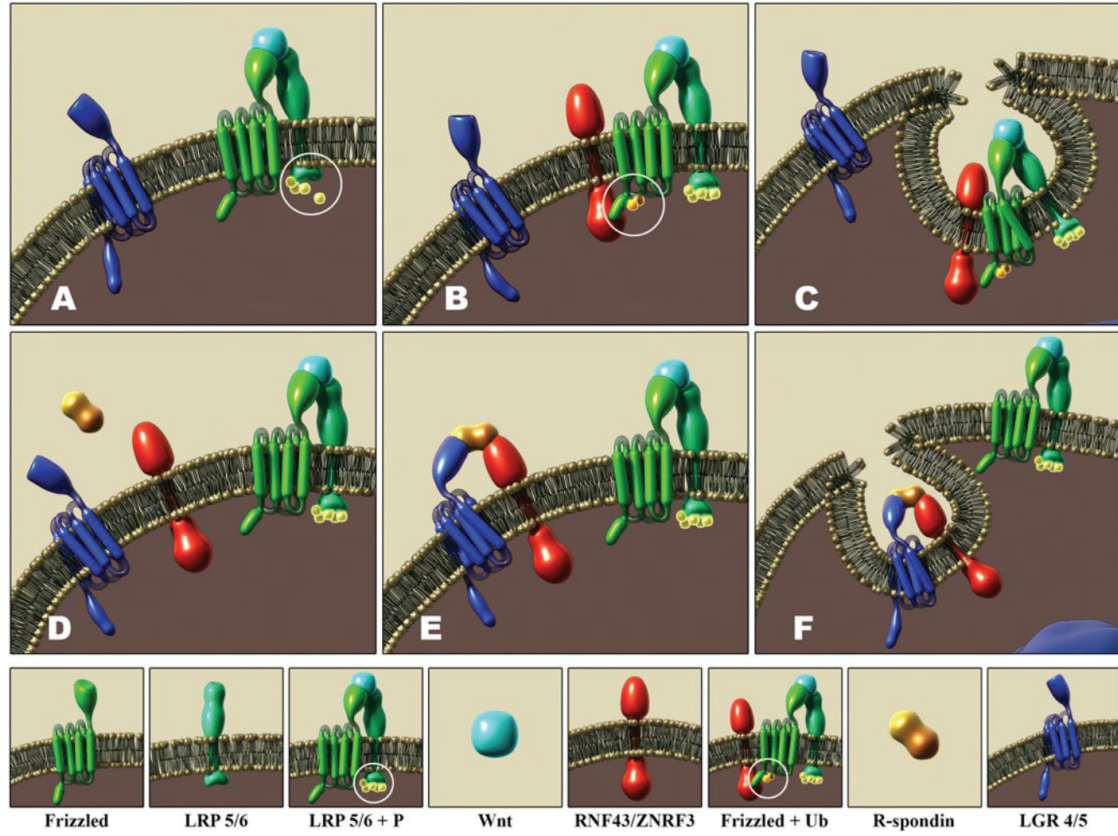 A
B
C
D
E
F
Frizzled
LRP 5/6
LRP 5/6 + P
Wnt
RNF43/ZNRF3
Frizzled + Ub
R-spondin
LGR 4/5